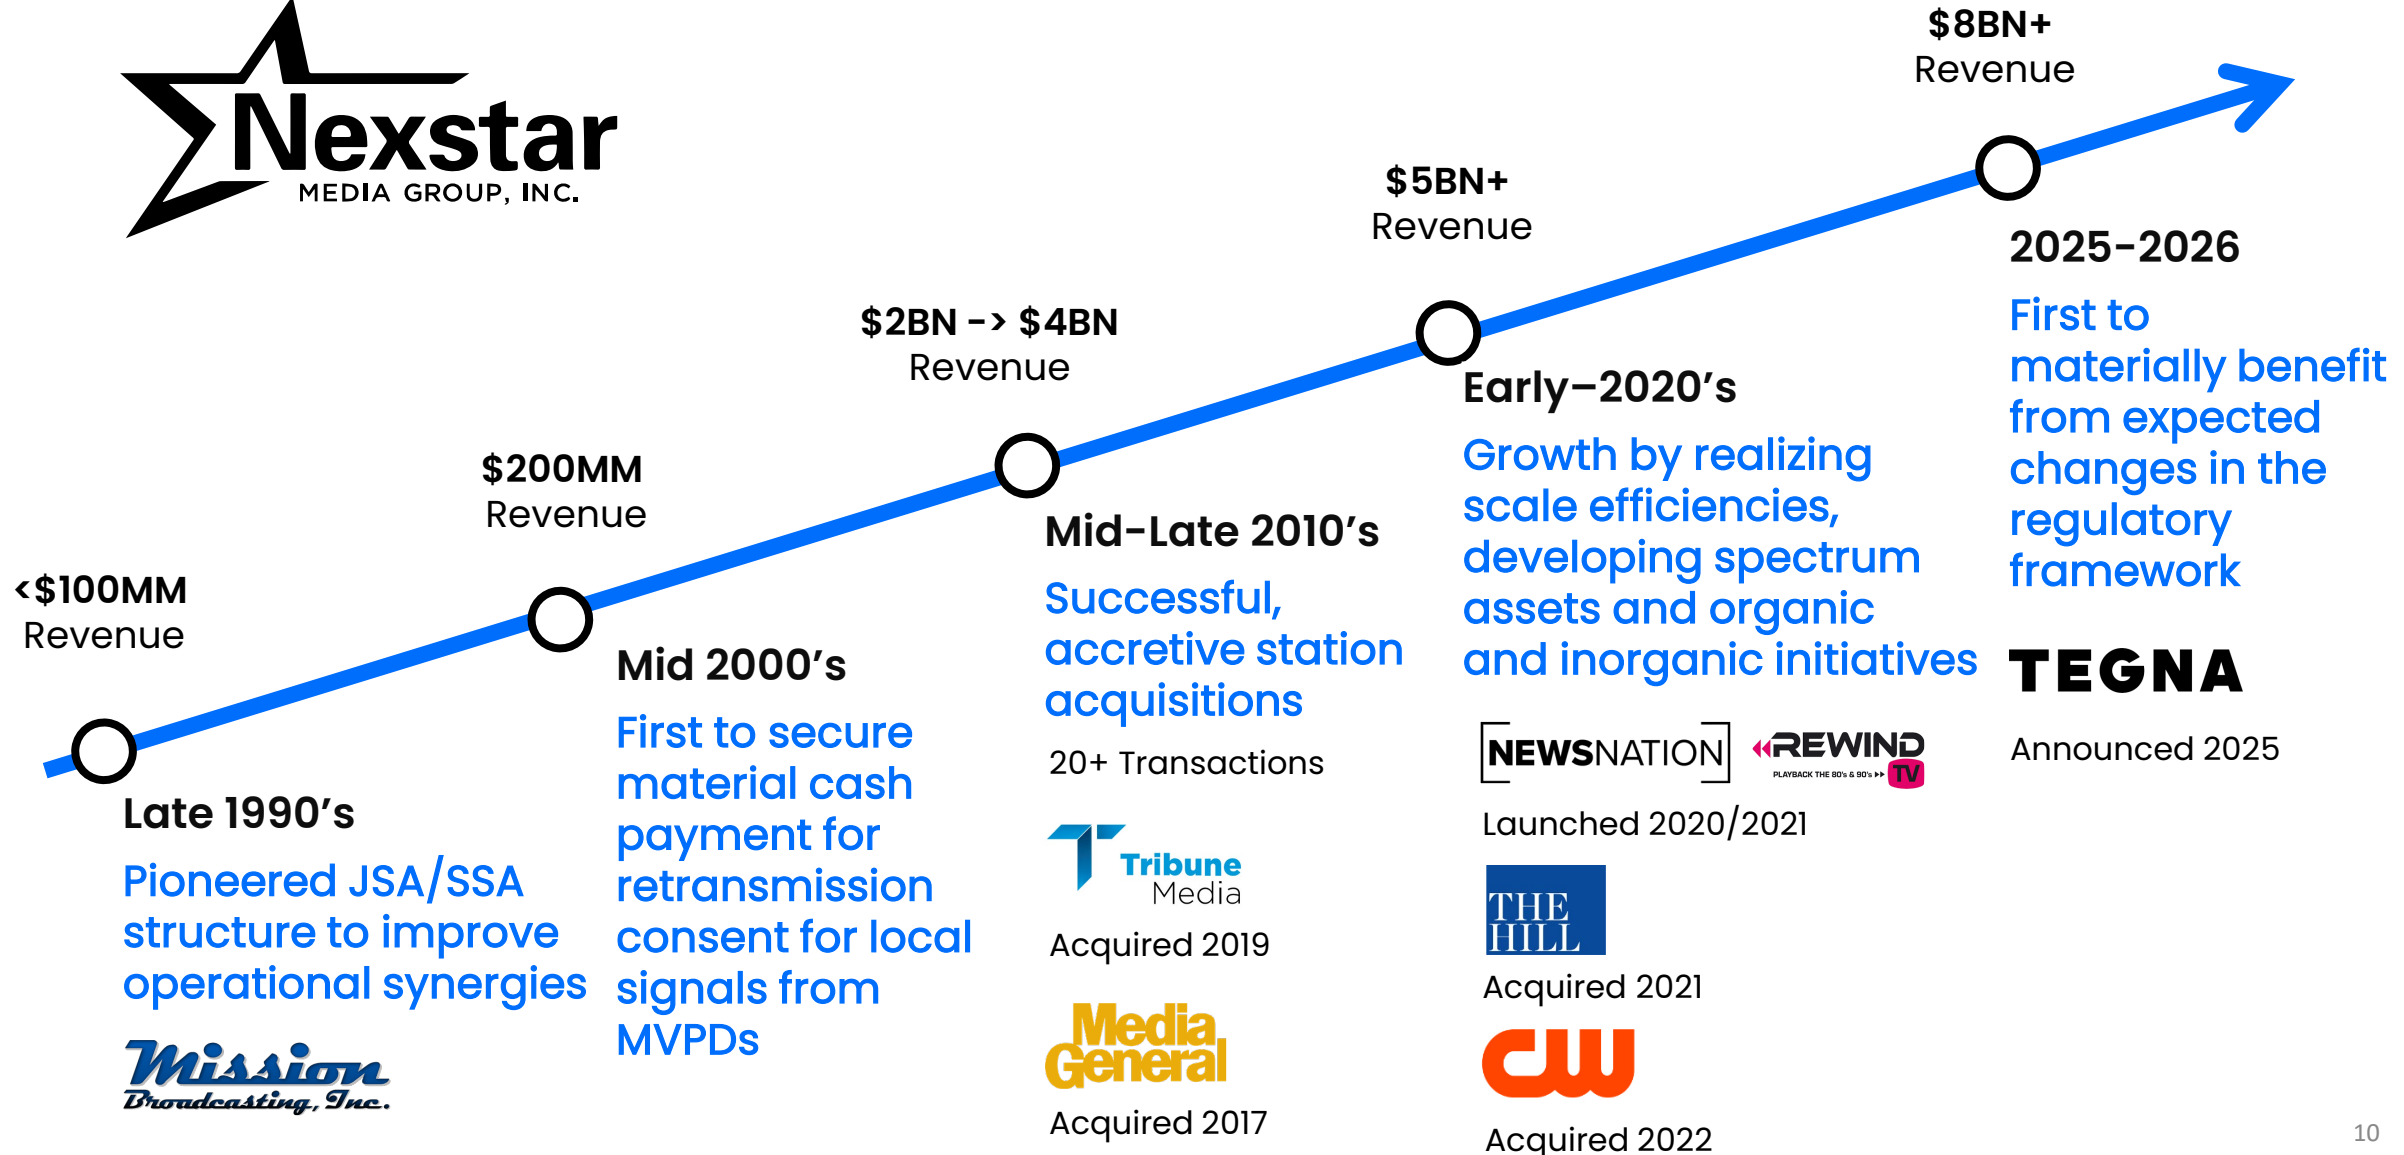 Nexstar
MEDIA GROUP, INC.
<$100MM
Revenue
Late 1990’s
Pioneered JSA/SSA
structure to improve
operational synergies
Mission
Broadcasting, Inc.
$200MM
Revenue
Mid 2000’s
First to secure
material cash
payment for
retransmission
consent for local
signals from
MVPDs
$2BN -> $4BN
Revenue
Mid-Late 2010’s
Successful,
accretive station
acquisitions
20+ Transactions
Tribune
Media
Acquired 2019
Media
General
Acquired 2017
$5BN+
Revenue
Early–2020’s
Growth by realizing
scale efficiencies,
developing spectrum
assets and organic
and inorganic initiatives
NEWSNATION
REWIND
PLAYBACK THE 80's & 90's
TV
Launched 2020/2021
THE
HILL
Acquired 2021
CW
Acquired 2022
$8BN+
Revenue
2025-2026
First to
materially benefit
from expected
changes in the
regulatory
framework
TEGNA
Announced 2025
10